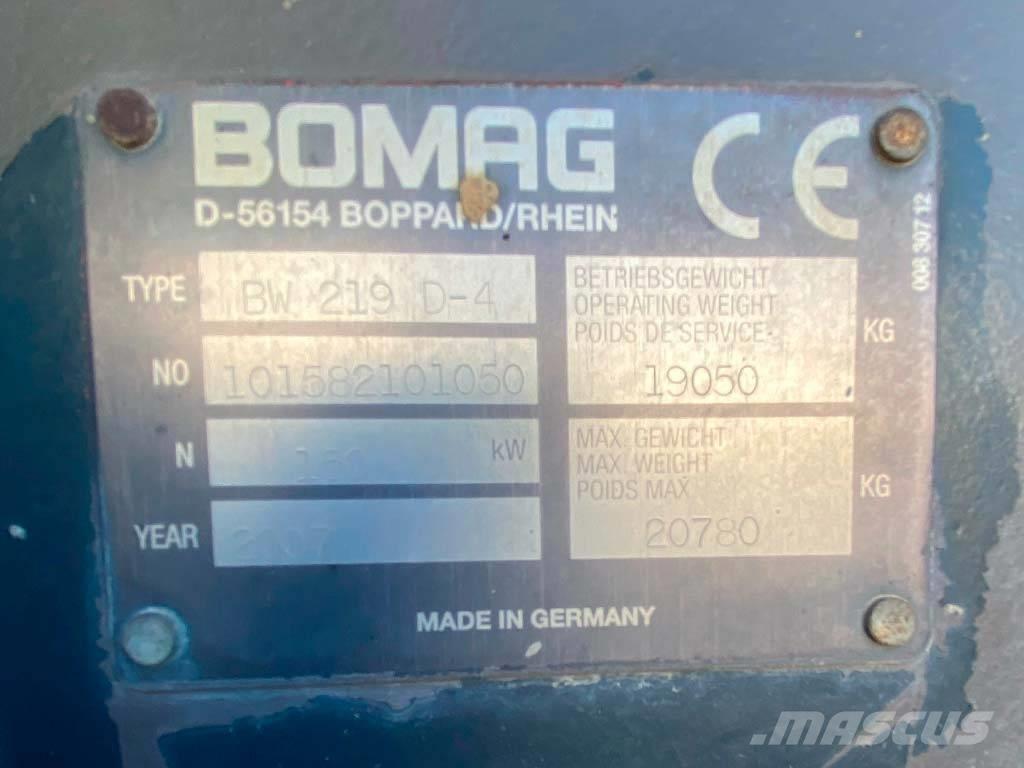 BOMAG
CE
D-56154 BOPPARD/RHEIN
008 307 12
TYPE BW 219 D-4
NO 101582101050
N kW
YEAR 2007
BETRIEBSGEWICHT
OPERATING WEIGHT
POIDS DE SERVICE
19050 KG
MAX. GEWICHT
MAX. WEIGHT
POIDS MAX
20780 KG
MADE IN GERMANY
MASCUS